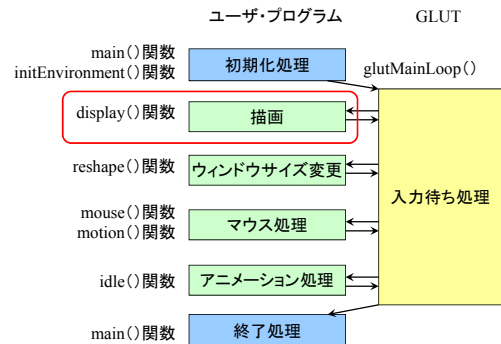 ユーザ・プログラム GLUT
main()関数
initEnvironment()関数
初期化処理
glutMainLoop()
display()関数
描画
reshape()関数
ウィンドウサイズ変更
入力待ち処理
mouse()関数
motion()関数
マウス処理
idle()関数
アニメーション処理
main()関数
終了処理